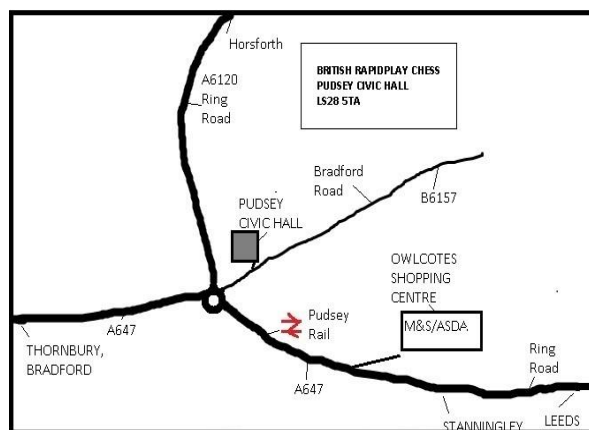 Horsforth
BRITISH RAPIDPLAY CHESS
PUDSEY CIVIC HALL
LS28 5TA
A6120
Ring
Road
Bradford
Road
B6157
PUDSEY
CIVIC HALL
OWLCOTES
SHOPPING
CENTRE
M&S/ASDA
Pudsey
Rail
A647
THORNBURY,
BRADFORD
A647
Ring
Road
STANNINGLEY
LEEDS